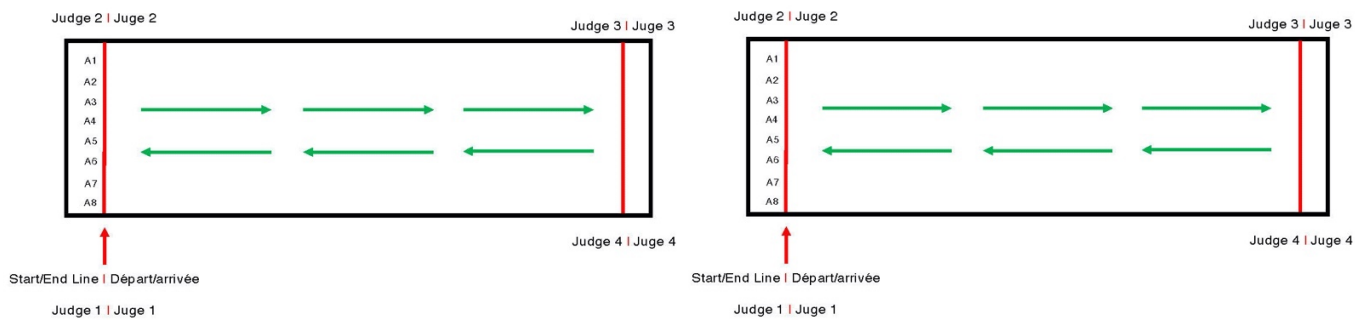 Judge 2 | Juge 2
Judge 3 | Juge 3
A1
A2
A3
A4
A5
A6
A7
A8
Judge 4 | Juge 4
Start/End Line | Départ/arrivée
Judge 1 | Juge 1
Judge 2 | Juge 2
Judge 3 | Juge 3
A1
A2
A3
A4
A5
A6
A7
A8
Judge 4 | Juge 4
Start/End Line | Départ/arrivée
Judge 1 | Juge 1